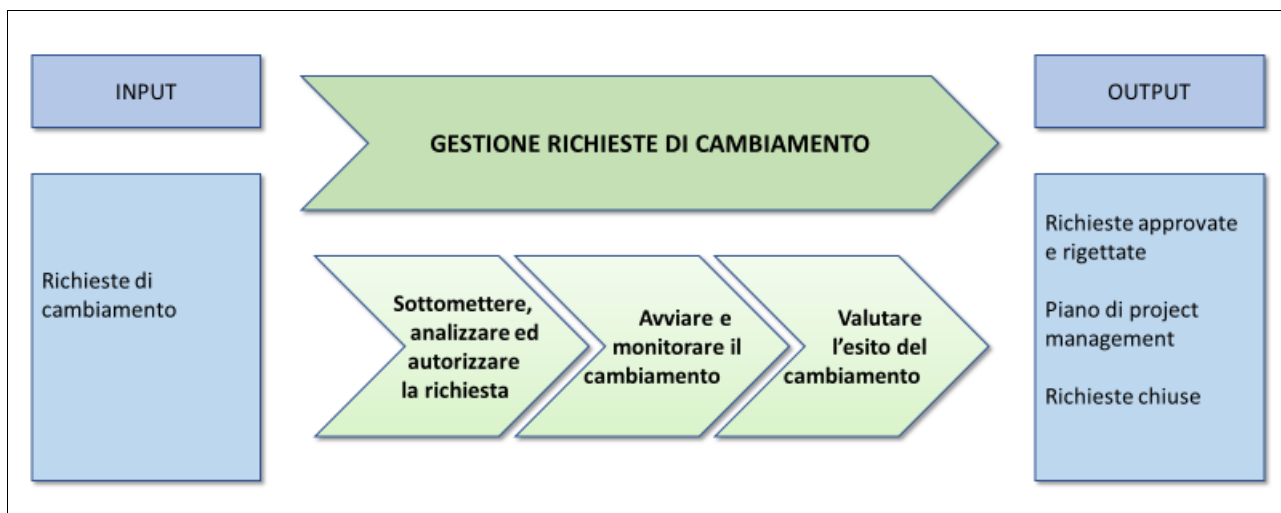 INPUT
GESTIONE RICHIESTE DI CAMBIAMENTO
OUTPUT
Richieste di
cambiamento
Sottomettere,
analizzare ed
autorizzare
la richiesta
Avviare e
monitorare il
cambiamento
Valutare
l’esito del
cambiamento
Richieste approvate
e rigettate
Piano di project
management
Richieste chiuse